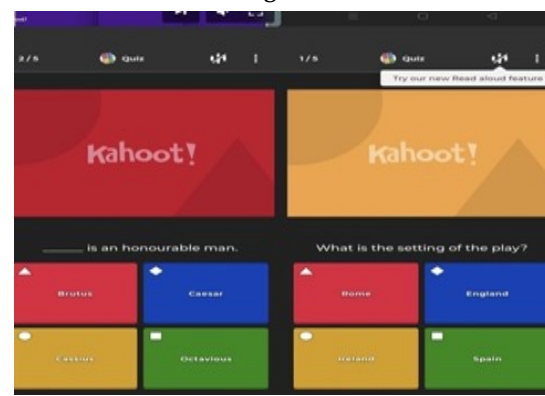 2/5
Quiz
Kahoot!
_____ is an honourable man.
Brutus
Caesar
Cassius
Octavious
1/5
Quiz
Try our new Read aloud feature
Kahoot!
What is the setting of the play?
Rome
England
Ireland
Spain